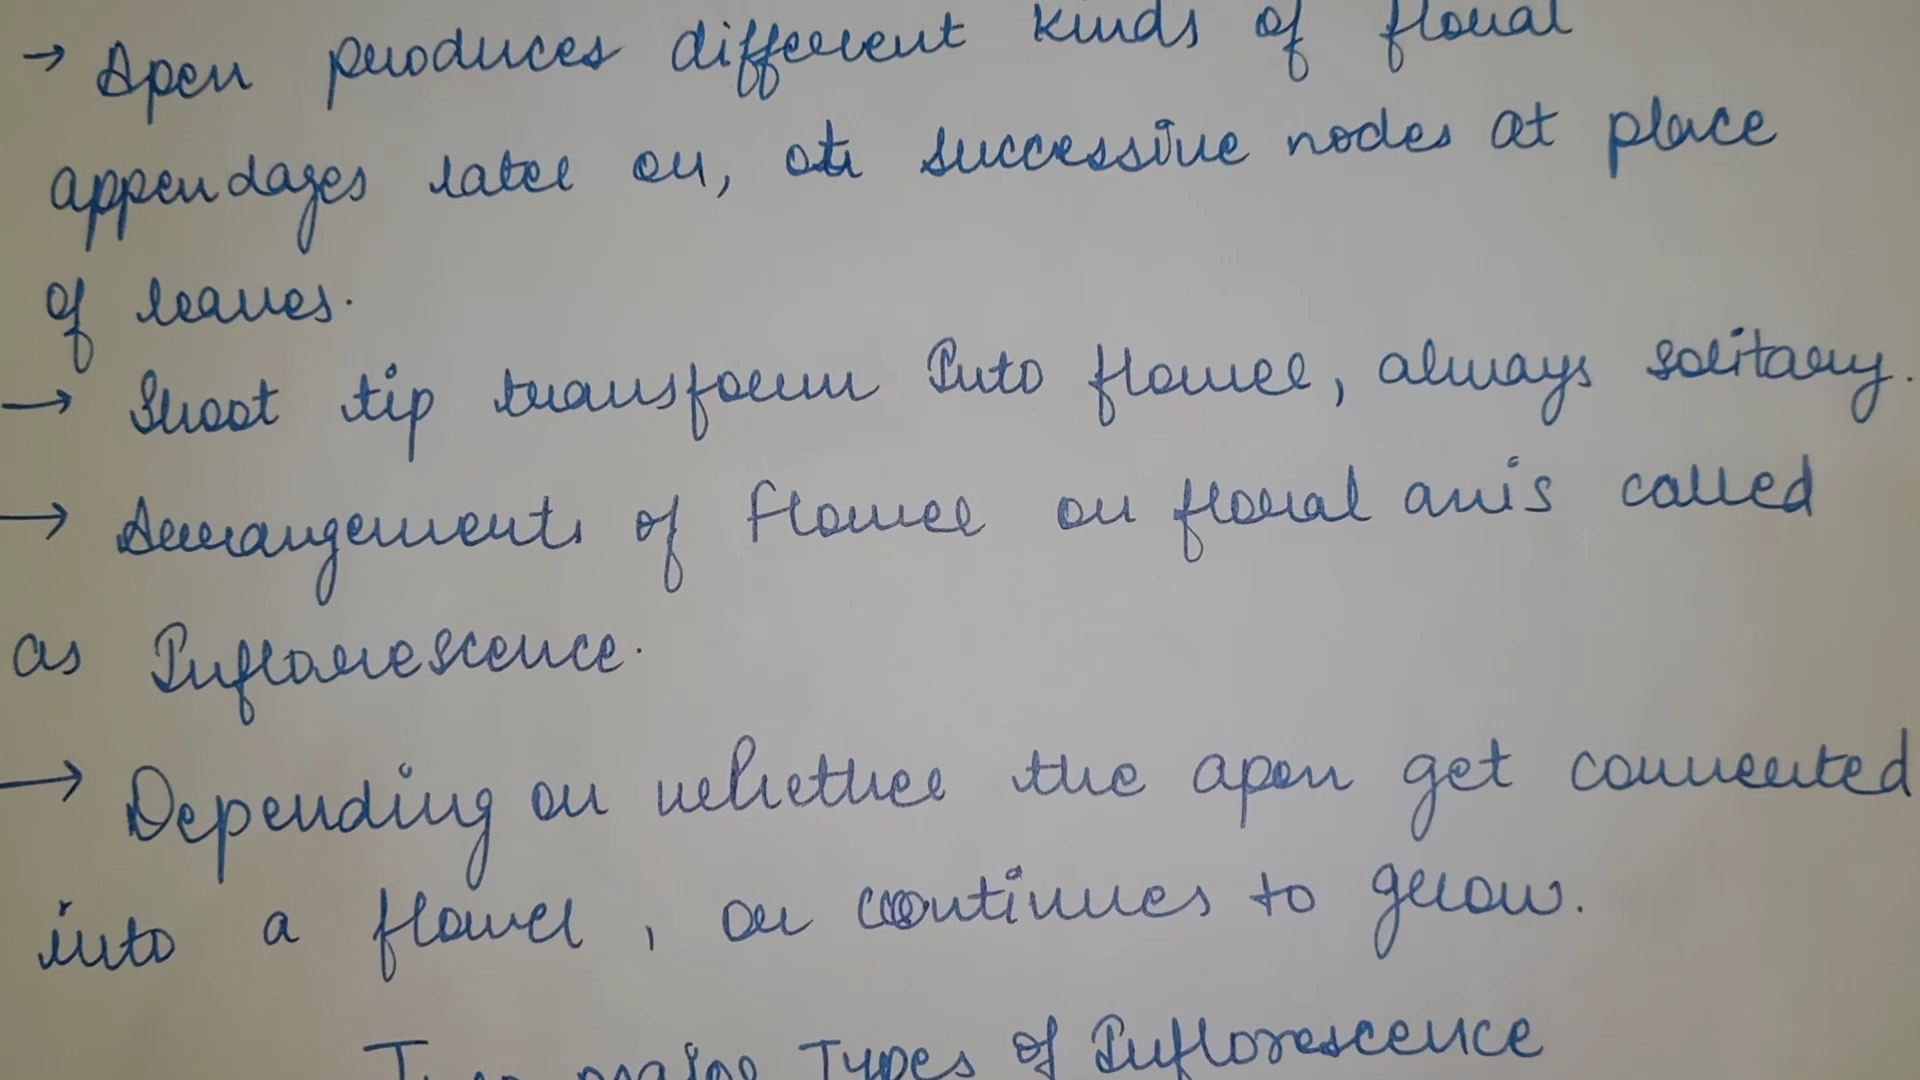 → Apex produces different kinds of floral
appendages later on, at successive nodes at place
of leaves.
→ Shoot tip transform Into flower, always solitary.
→ Arrangements of flower on floral axis called
as Inflorescence.
→ Depending on whether the apex get converted
into a flower, or continues to grow.
Two major Types of Inflorescence